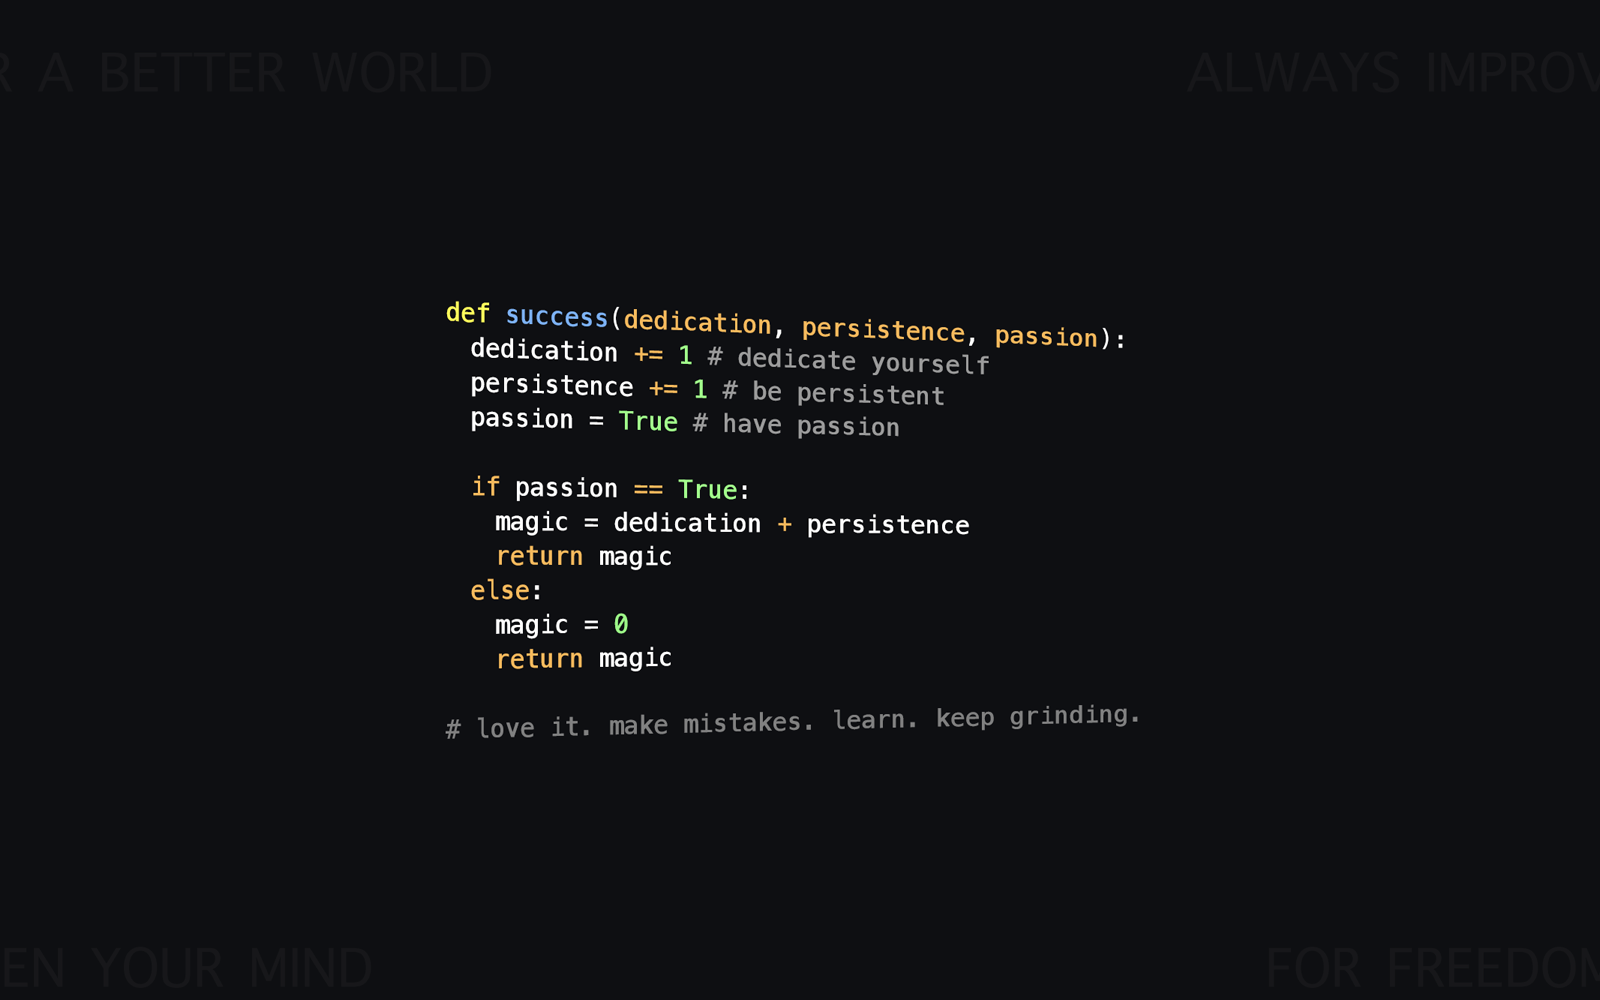 R A BETTER WORLD
ALWAYS IMPROV
def success(dedication, persistence, passion):
  dedication += 1 # dedicate yourself
  persistence += 1 # be persistent
  passion = True # have passion

  if passion == True:
    magic = dedication + persistence
    return magic
  else:
    magic = 0
    return magic

# love it. make mistakes. learn. keep grinding.
EN YOUR MIND
FOR FREEDOM